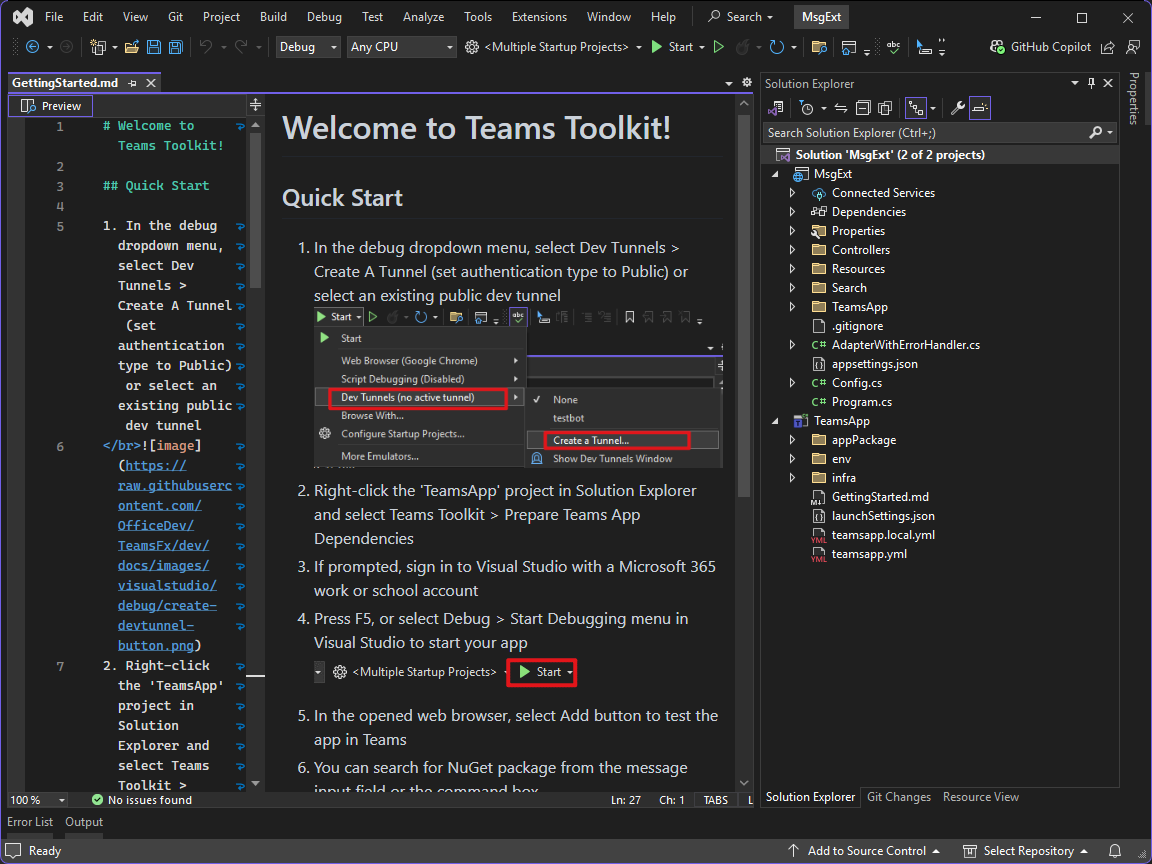 File Edit View Git Project Build Debug Test Analyze Tools Extensions Window Help Search MsgExt
Debug Any CPU <Multiple Startup Projects> Start GitHub Copilot
GettingStarted.md
Preview
1 # Welcome to
Teams Toolkit!
2
3 ## Quick Start
4
5 1. In the debug
dropdown menu,
select Dev
Tunnels >
Create A Tunnel
(set
authentication
type to Public)
or select an
existing public
dev tunnel
6 </br>![image]
(https://
raw.githubuserc
ontent.com/
OfficeDev/
TeamsFx/dev/
docs/images/
visualstudio/
debug/create-
devtunnel-
button.png)
7 2. Right-click
the 'TeamsApp'
project in
Solution
Explorer and
select Teams
Toolkit >
Welcome to Teams Toolkit!
Quick Start
1. In the debug dropdown menu, select Dev Tunnels >
Create A Tunnel (set authentication type to Public) or
select an existing public dev tunnel
Start
Start
Web Browser (Google Chrome)
Script Debugging (Disabled)
Dev Tunnels (no active tunnel)
Browse With...
Configure Startup Projects...
More Emulators...
None
testbot
Create a Tunnel...
Show Dev Tunnels Window
2. Right-click the 'TeamsApp' project in Solution Explorer
and select Teams Toolkit > Prepare Teams App
Dependencies
3. If prompted, sign in to Visual Studio with a Microsoft 365
work or school account
4. Press F5, or select Debug > Start Debugging menu in
Visual Studio to start your app
<Multiple Startup Projects> Start
5. In the opened web browser, select Add button to test the
app in Teams
6. You can search for NuGet package from the message
input field or the command box
100 % No issues found Ln: 27 Ch: 1 TABS L
Solution Explorer
Search Solution Explorer (Ctrl+;)
Solution 'MsgExt' (2 of 2 projects)
MsgExt
Connected Services
Dependencies
Properties
Controllers
Resources
Search
TeamsApp
.gitignore
C# AdapterWithErrorHandler.cs
appsettings.json
C# Config.cs
C# Program.cs
TeamsApp
appPackage
env
infra
GettingStarted.md
launchSettings.json
YML teamsapp.local.yml
YML teamsapp.yml
Solution Explorer Git Changes Resource View
Properties
Error List Output
Ready Add to Source Control Select Repository